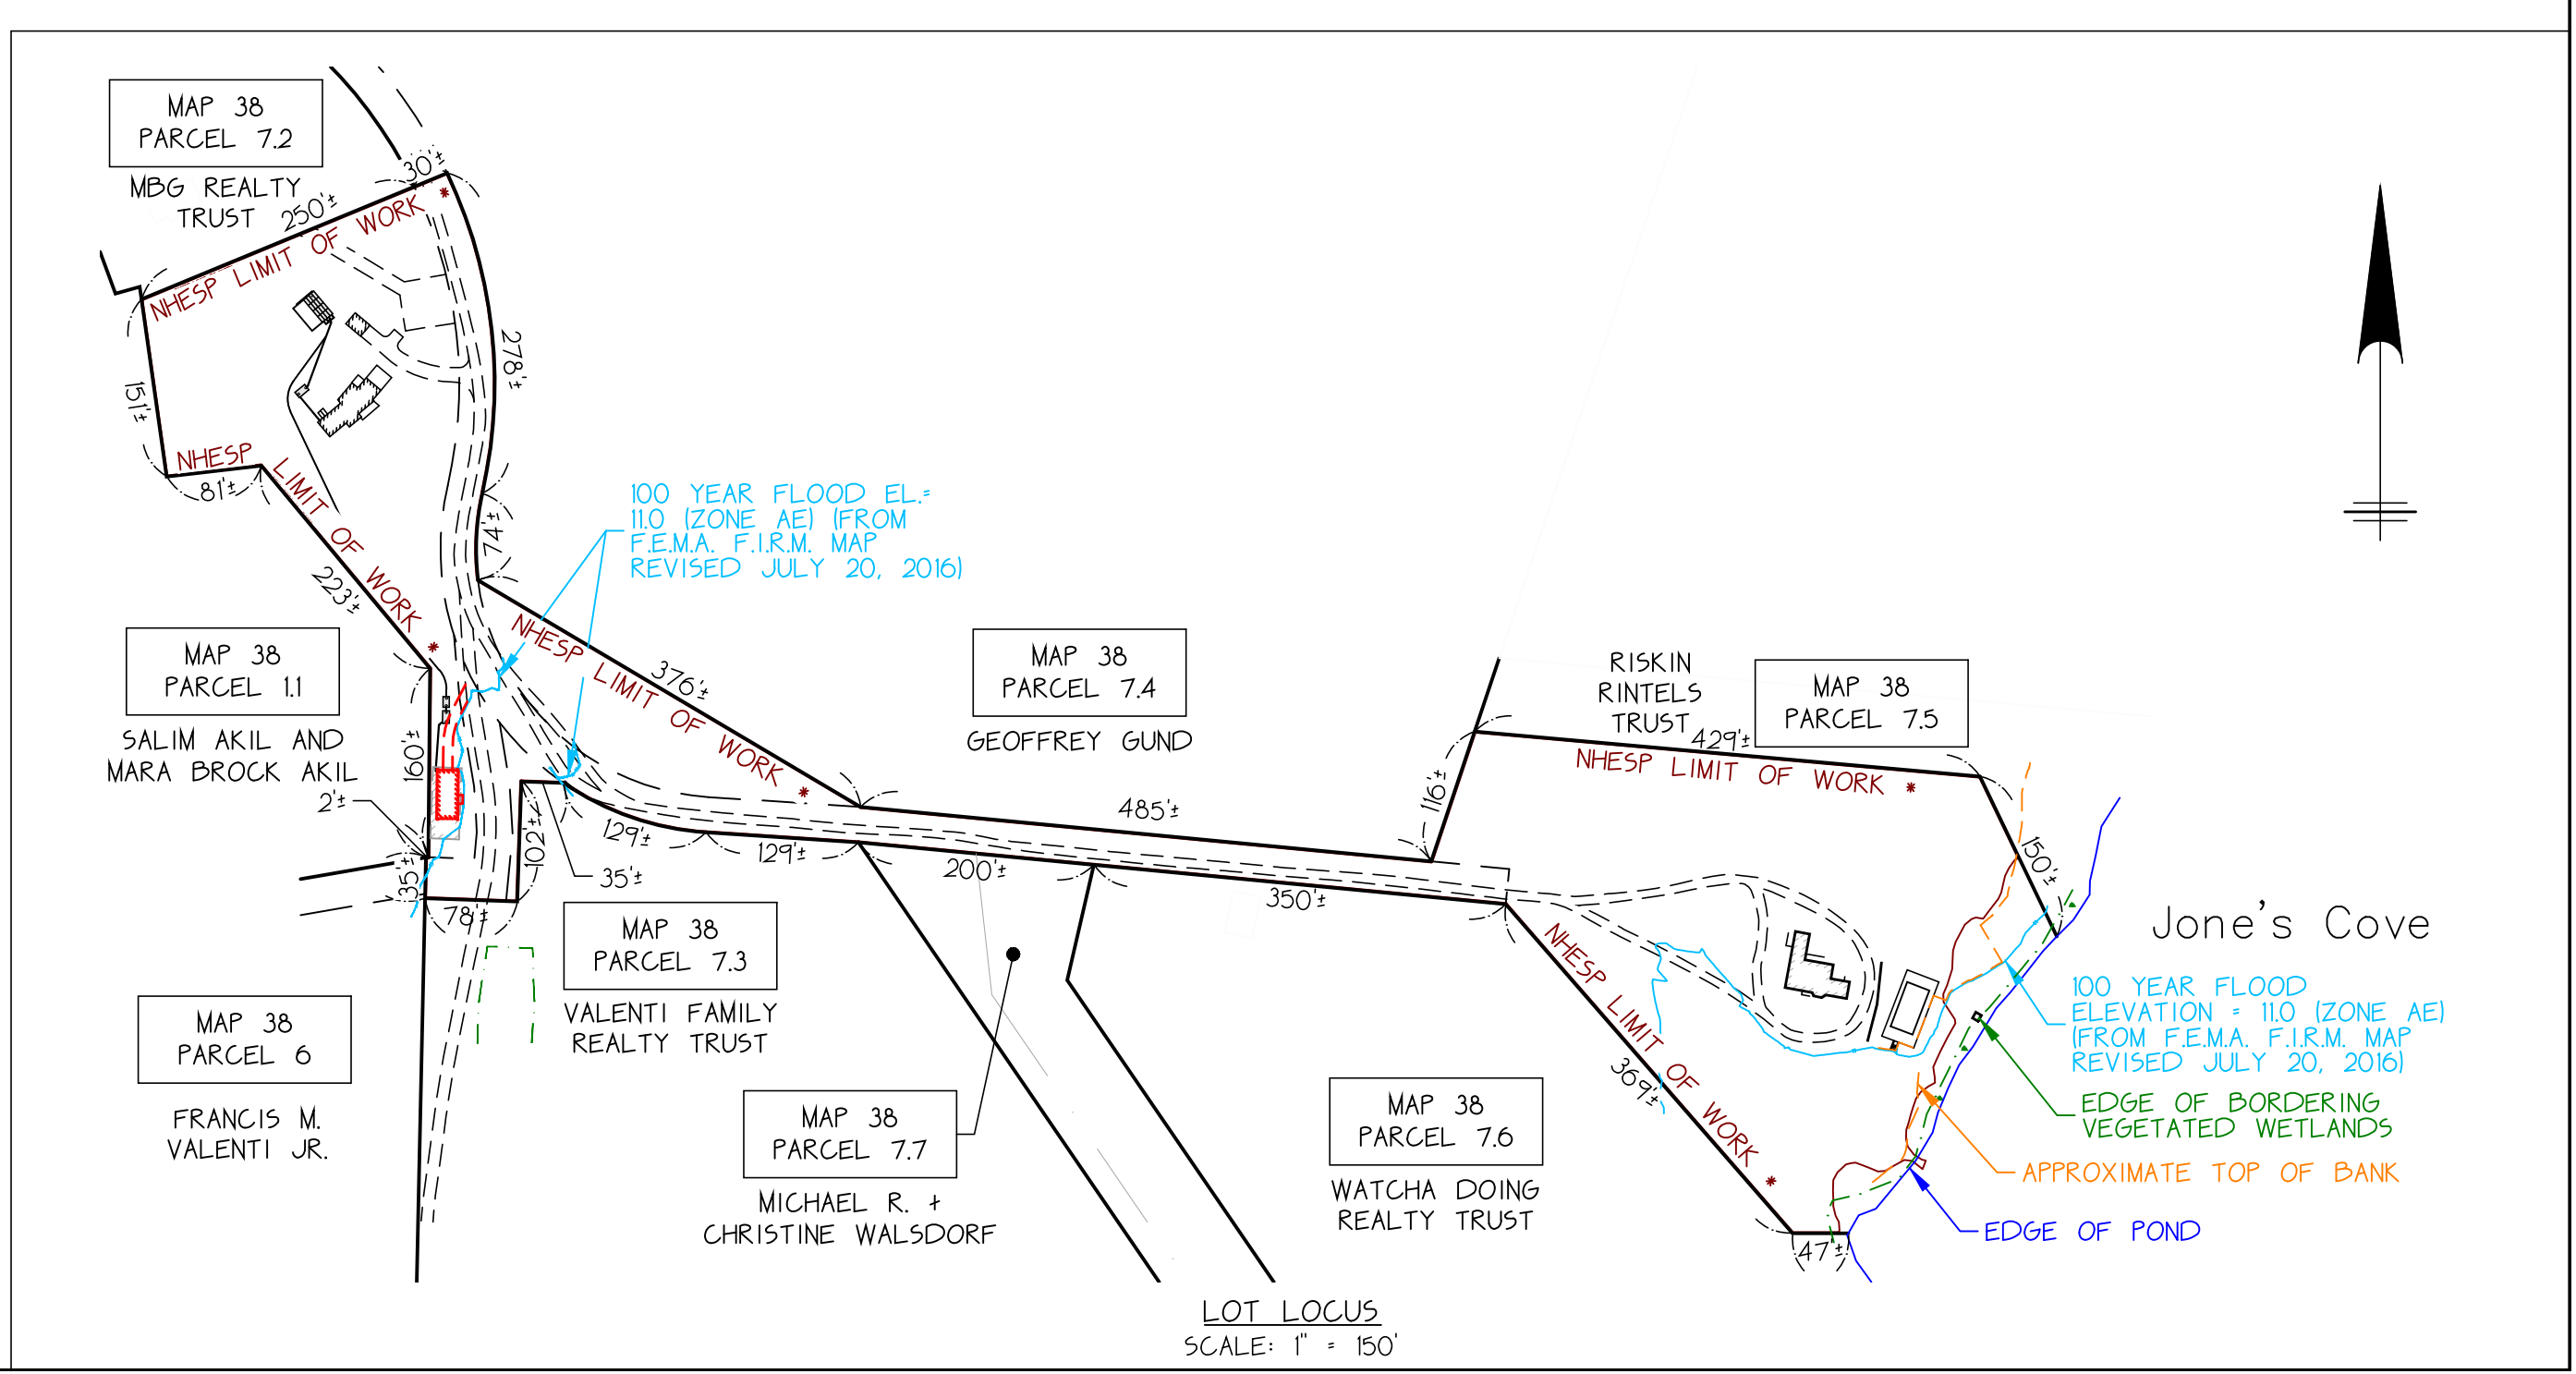 MAP 38
PARCEL 7.2
MBG REALTY
TRUST
30'±
250'±
NHESP LIMIT OF WORK *
278'±
151'±
NHESP
81'±
LIMIT OF WORK *
223'±
74'±
100 YEAR FLOOD EL.=
11.0 (ZONE AE) (FROM
F.E.M.A. F.I.R.M. MAP
REVISED JULY 20, 2016)
NHESP LIMIT OF WORK *
376'±
MAP 38
PARCEL 1.1
SALIM AKIL AND
MARA BROCK AKIL
2'±
160'±
35'±
78'±
102'±
35'±
129'±
129'±
200'±
485'±
350'±
116'±
MAP 38
PARCEL 7.4
GEOFFREY GUND
RISKIN
RINTELS
TRUST
MAP 38
PARCEL 7.5
429'±
NHESP LIMIT OF WORK *
150'±
Jone's Cove
100 YEAR FLOOD
ELEVATION = 11.0 (ZONE AE)
(FROM F.E.M.A. F.I.R.M. MAP
REVISED JULY 20, 2016)
EDGE OF BORDERING
VEGETATED WETLANDS
APPROXIMATE TOP OF BANK
EDGE OF POND
NHESP LIMIT OF WORK *
369'±
47'±
MAP 38
PARCEL 7.3
VALENTI FAMILY
REALTY TRUST
MAP 38
PARCEL 6
FRANCIS M.
VALENTI JR.
MAP 38
PARCEL 7.7
MICHAEL R. +
CHRISTINE WALSDORF
MAP 38
PARCEL 7.6
WATCHA DOING
REALTY TRUST
LOT LOCUS
SCALE: 1" = 150'